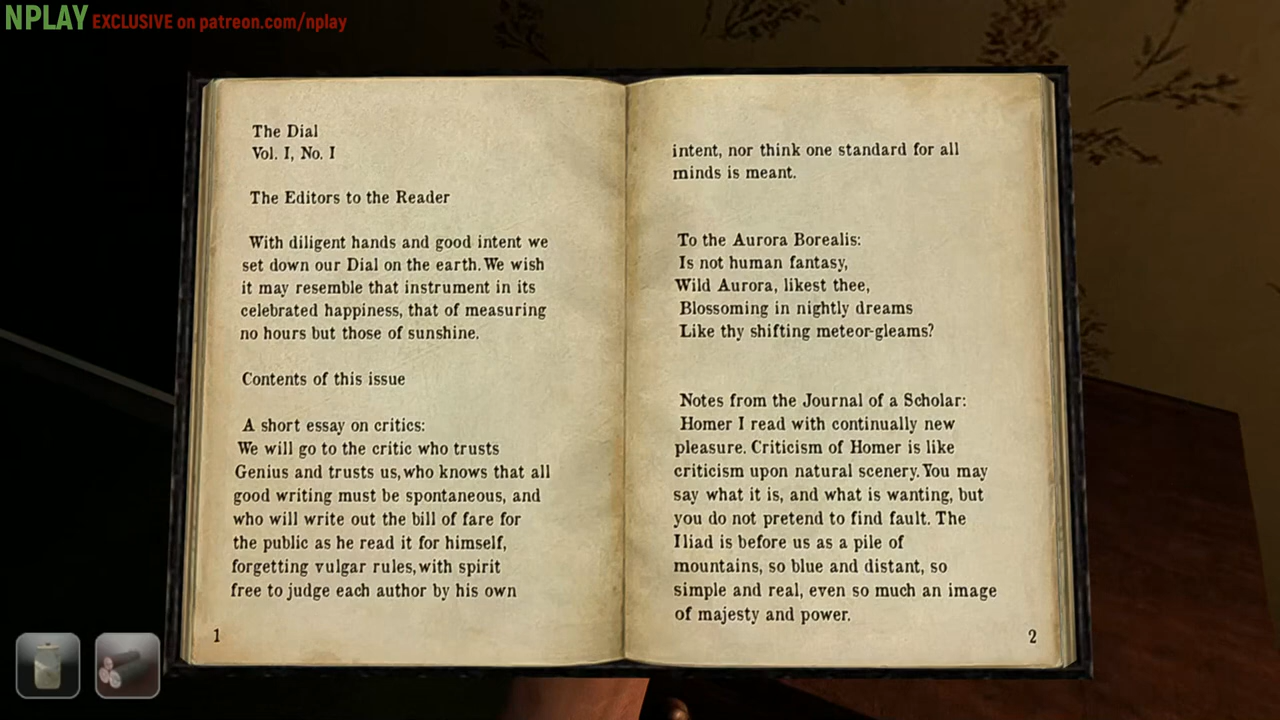 NPLAY EXCLUSIVE on patreon.com/nplay
The Dial
Vol. I, No. I
The Editors to the Reader
With diligent hands and good intent we
set down our Dial on the earth. We wish
it may resemble that instrument in its
celebrated happiness, that of measuring
no hours but those of sunshine.
Contents of this issue
A short essay on critics:
We will go to the critic who trusts
Genius and trusts us, who knows that all
good writing must be spontaneous, and
who will write out the bill of fare for
the public as he read it for himself,
forgetting vulgar rules, with spirit
free to judge each author by his own
1
intent, nor think one standard for all
minds is meant.
To the Aurora Borealis:
Is not human fantasy,
Wild Aurora, likest thee,
Blossoming in nightly dreams
Like thy shifting meteor-gleams?
Notes from the Journal of a Scholar:
Homer I read with continually new
pleasure. Criticism of Homer is like
criticism upon natural scenery. You may
say what it is, and what is wanting, but
you do not pretend to find fault. The
Iliad is before us as a pile of
mountains, so blue and distant, so
simple and real, even so much an image
of majesty and power.
2